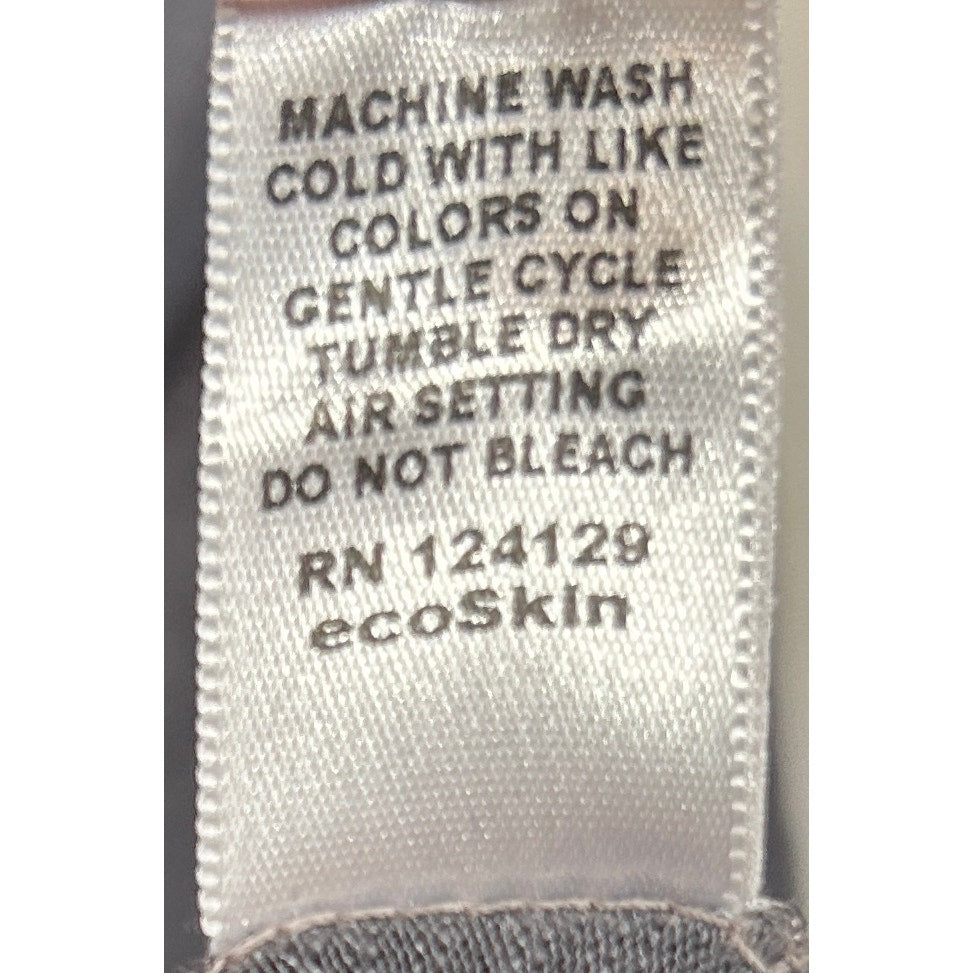 MACHINE WASH
COLD WITH LIKE
COLORS ON
GENTLE CYCLE
TUMBLE DRY
AIR SETTING
DO NOT BLEACH
RN 124129
ecoSkin